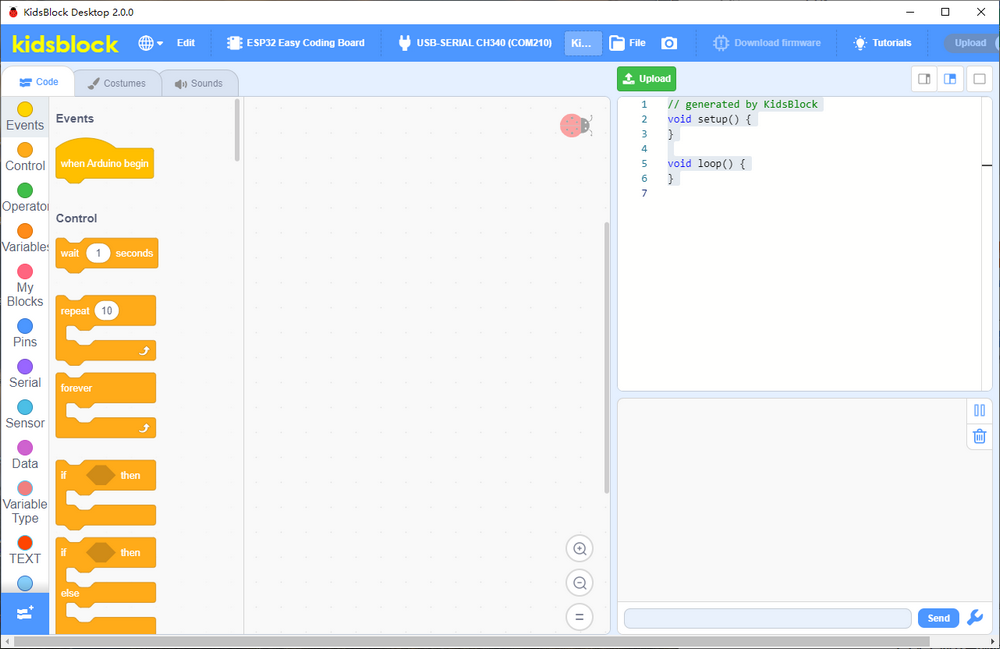 KidsBlock Desktop 2.0.0
kidsblock
Edit
ESP32 Easy Coding Board
USB-SERIAL CH340 (COM210)
Ki...
File
Download firmware
Tutorials
Upload
Code
Costumes
Sounds
Upload
Events
Control
Operator
Variables
My
Blocks
Pins
Serial
Sensor
Data
Variable
Type
TEXT
Events
when Arduino begin
Control
wait 1 seconds
repeat 10
forever
if then
if then
else
1 // generated by KidsBlock
2 void setup() {
3 }
4
5 void loop() {
6 }
7
Send